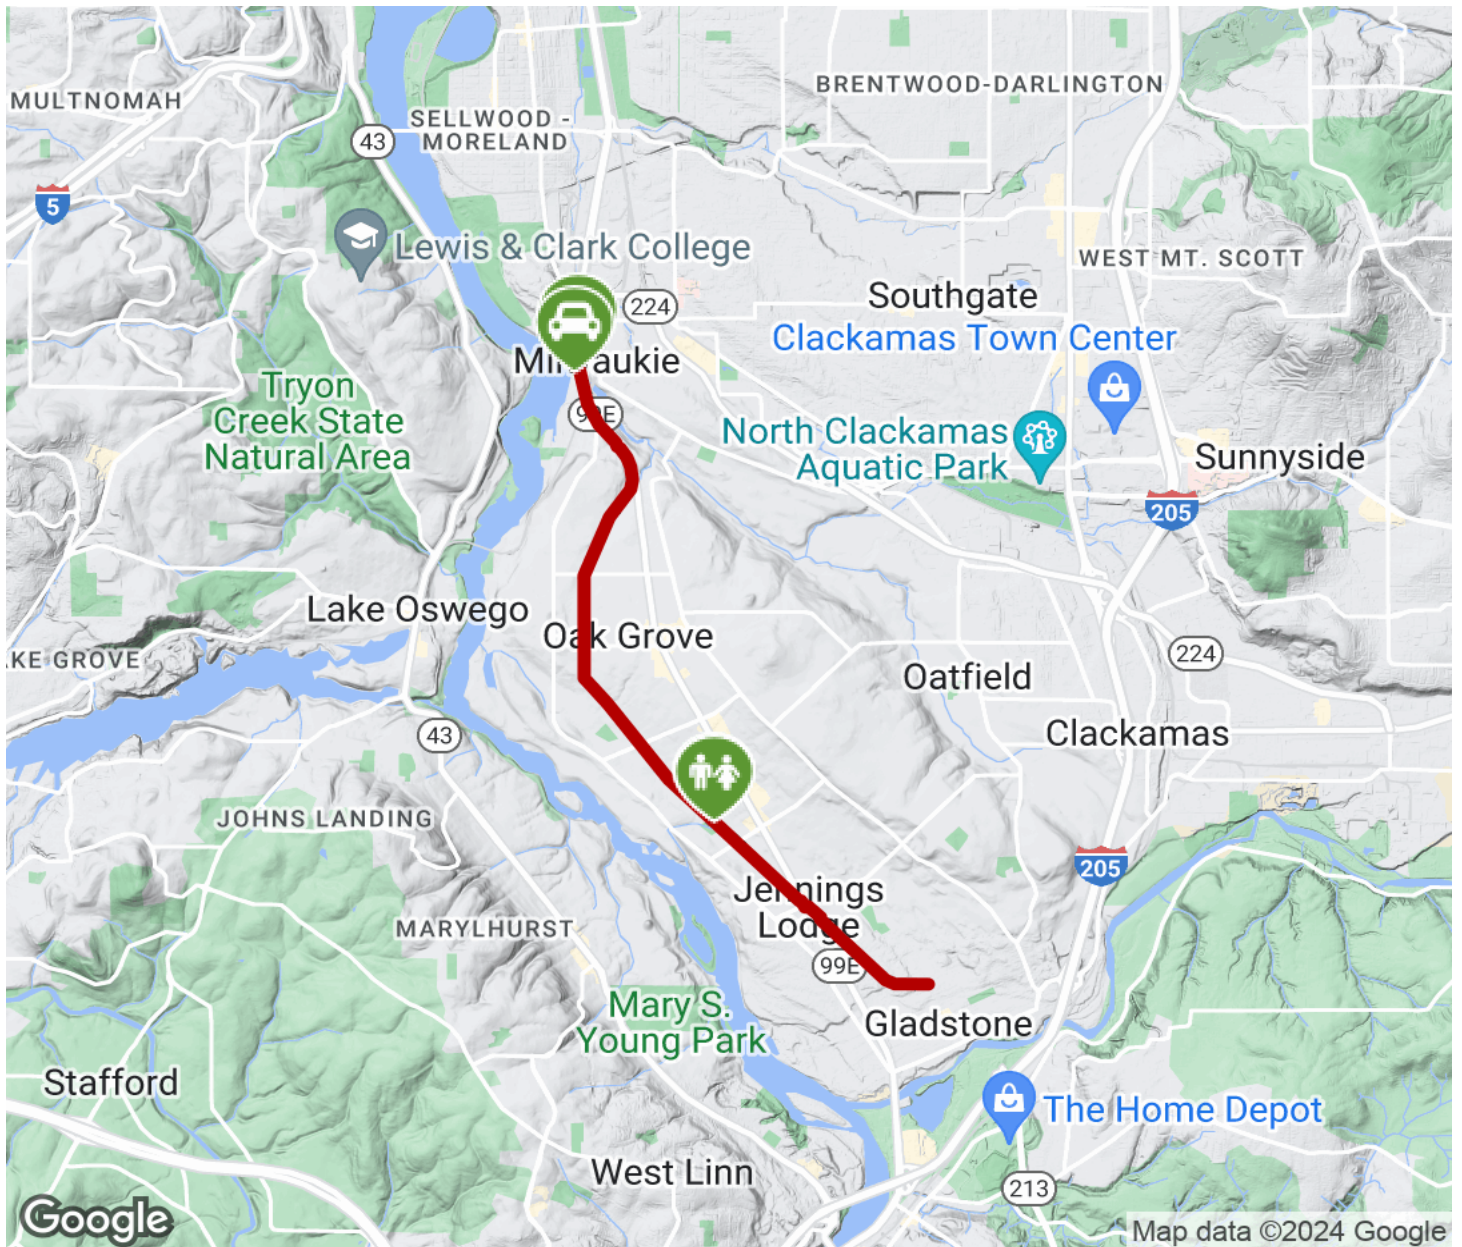 MULTNOMAH
BRENTWOOD-DARLINGTON
SELLWOOD -
MORELAND
43
5
Lewis & Clark College
WEST MT. SCOTT
224
Southgate
Clackamas Town Center
Tryon
Creek State
Natural Area
North Clackamas
Aquatic Park
Sunnyside
205
Lake Oswego
Oak Grove
224
Oatfield
43
Clackamas
JOHNS LANDING
205
Jennings
Lodge
MARYLHURST
99E
Mary S.
Young Park
Gladstone
Stafford
The Home Depot
West Linn
213
Google
Map data ©2024 Google